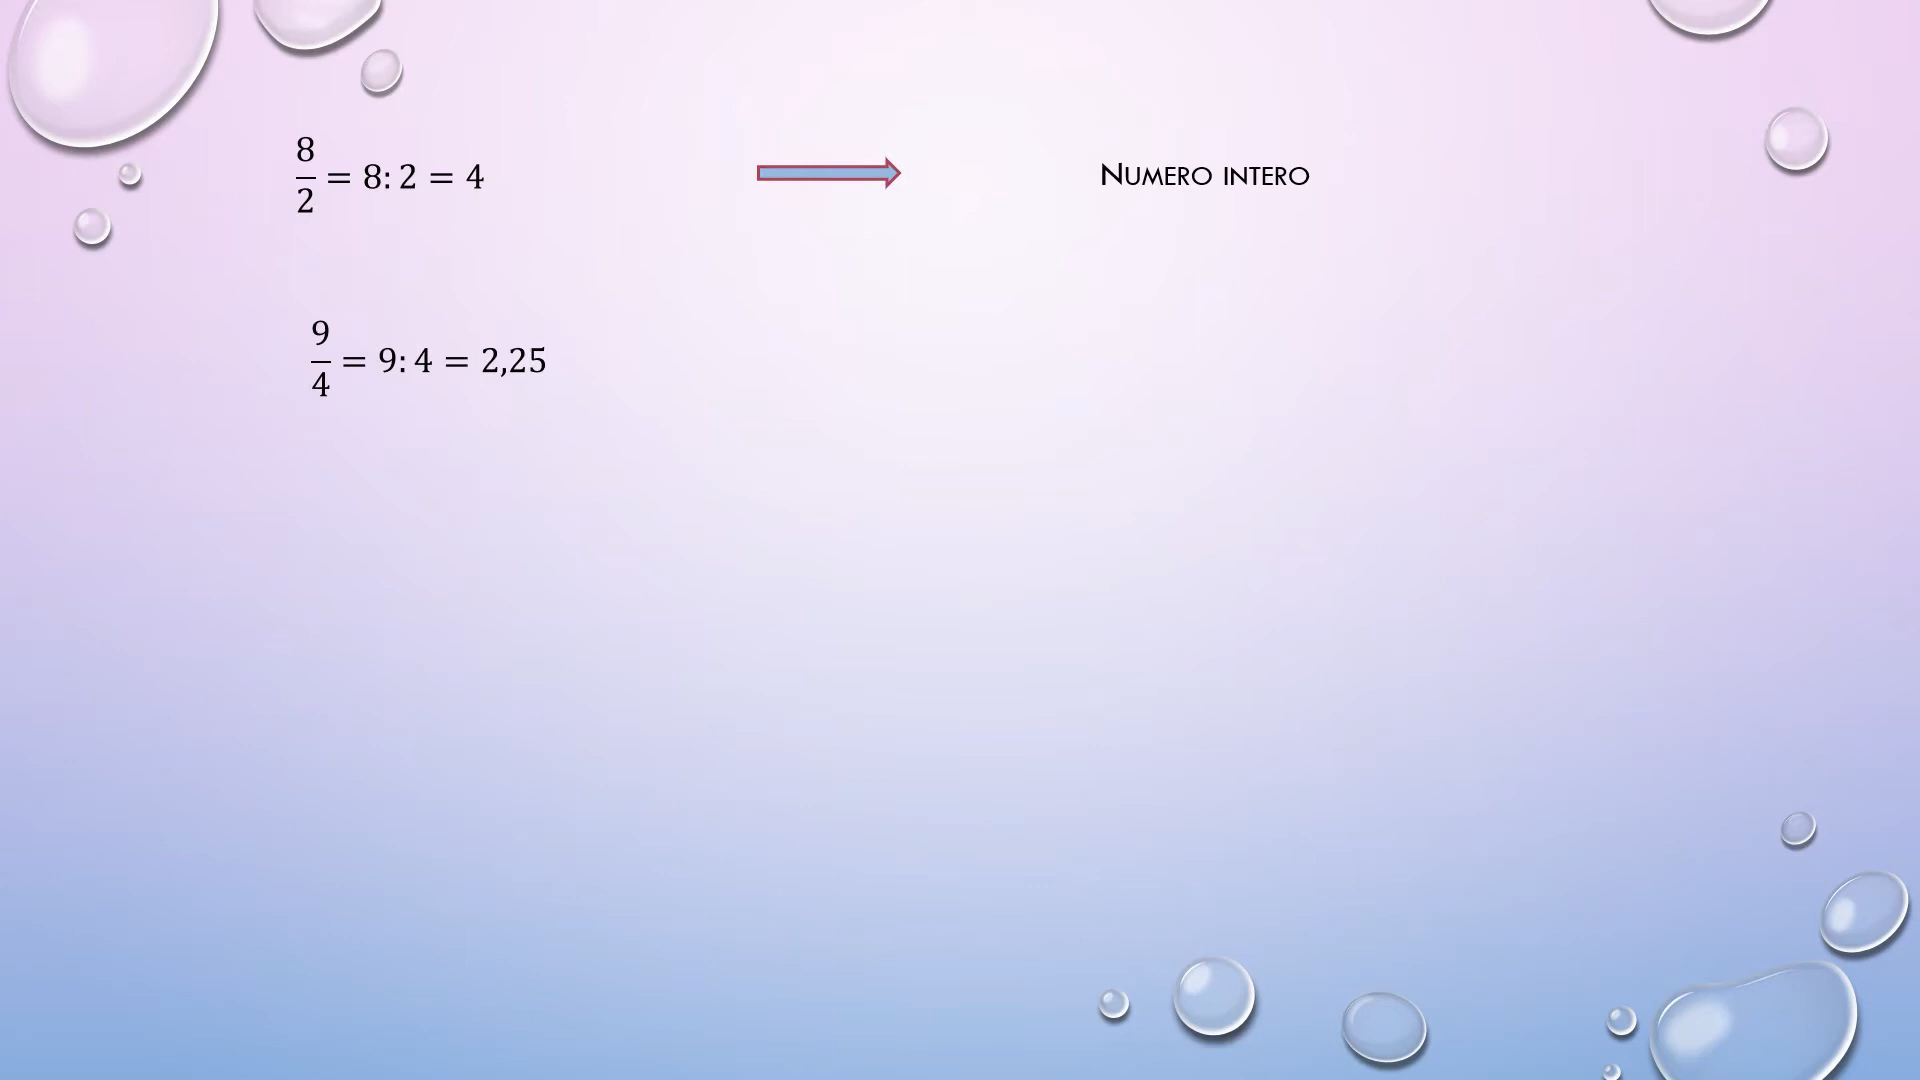 8/2 = 8: 2 = 4
Numero intero
9/4 = 9: 4 = 2,25